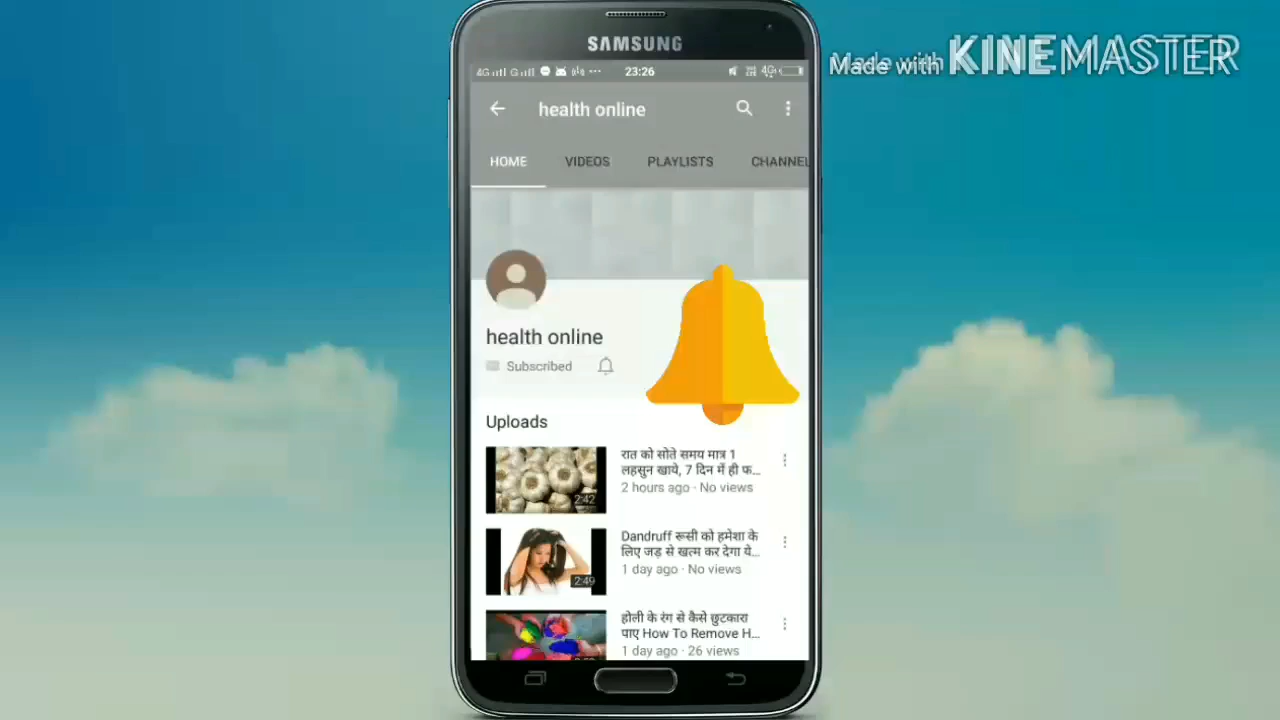 SAMSUNG
Made with KINEMASTER
4G G 23:26 4G
health online
HOME VIDEOS PLAYLISTS CHANNEL
health online
Subscribed
Uploads
रात को सोते समय मात्र 1
लहसुन खाये, 7 दिन में ही फ...
2 hours ago · No views
2:42
Dandruff रूसी को हमेशा के
लिए जड़ से खत्म कर देगा ये...
1 day ago · No views
2:49
होली के रंग से कैसे छुटकारा
पाए How To Remove H...
1 day ago · 26 views